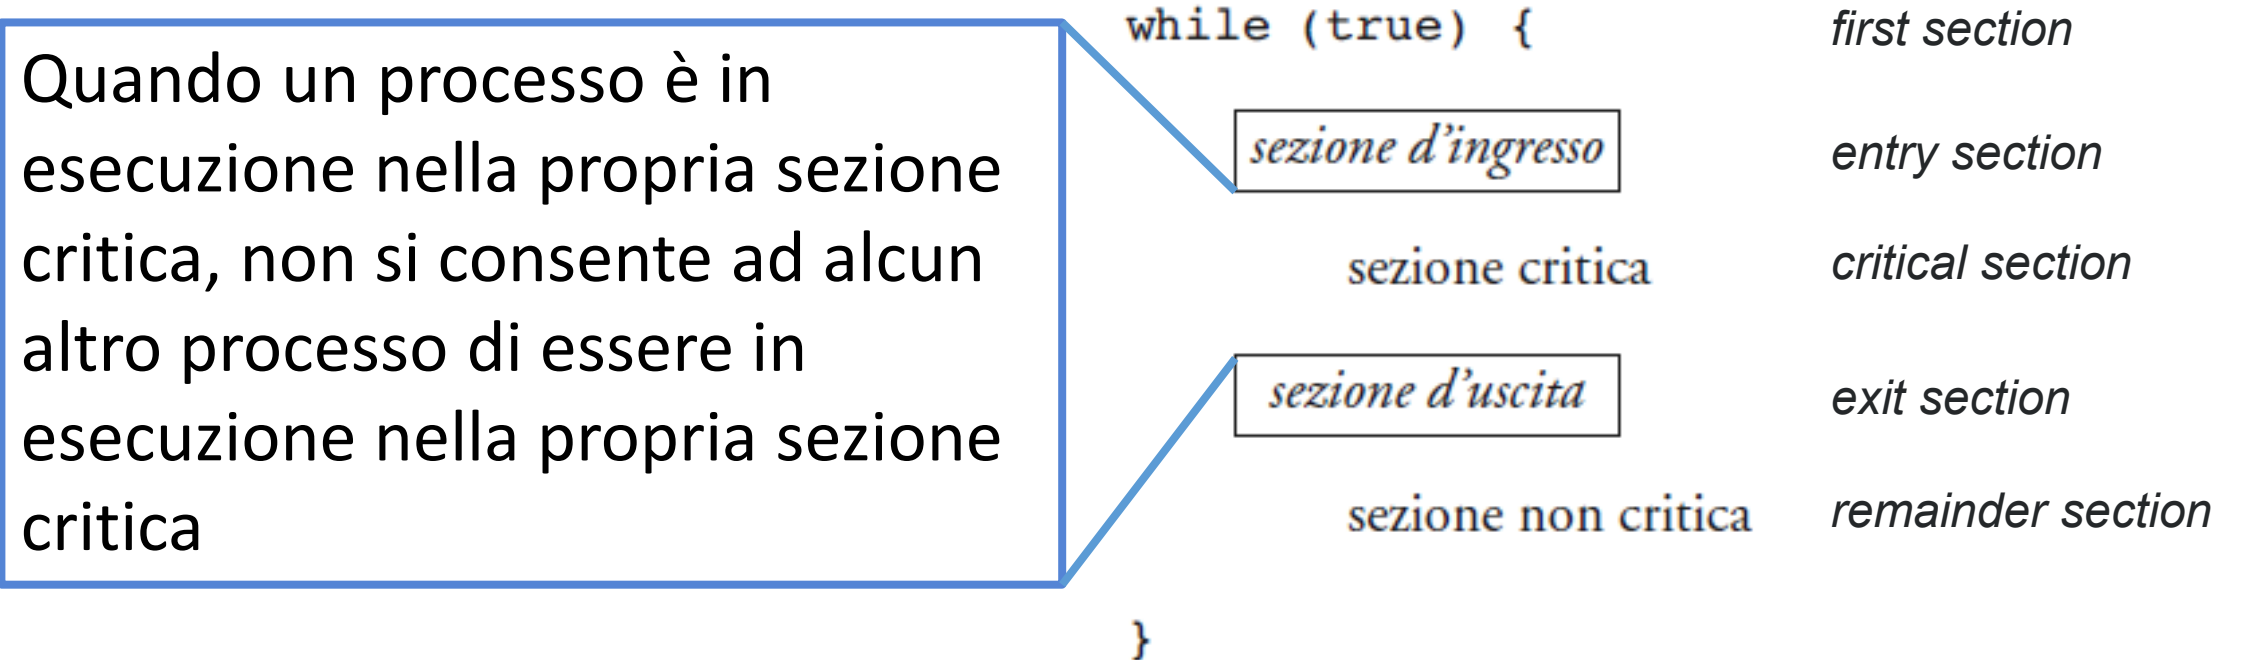 Quando un processo è in
esecuzione nella propria sezione
critica, non si consente ad alcun
altro processo di essere in
esecuzione nella propria sezione
critica
while (true) {
first section
sezione d'ingresso
entry section
sezione critica
critical section
sezione d'uscita
exit section
sezione non critica
remainder section
}